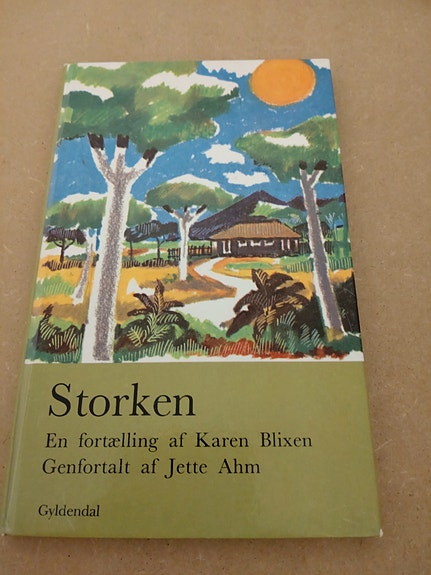 Storken
En fortælling af Karen Blixen
Genfortalt af Jette Ahm
Gyldendal